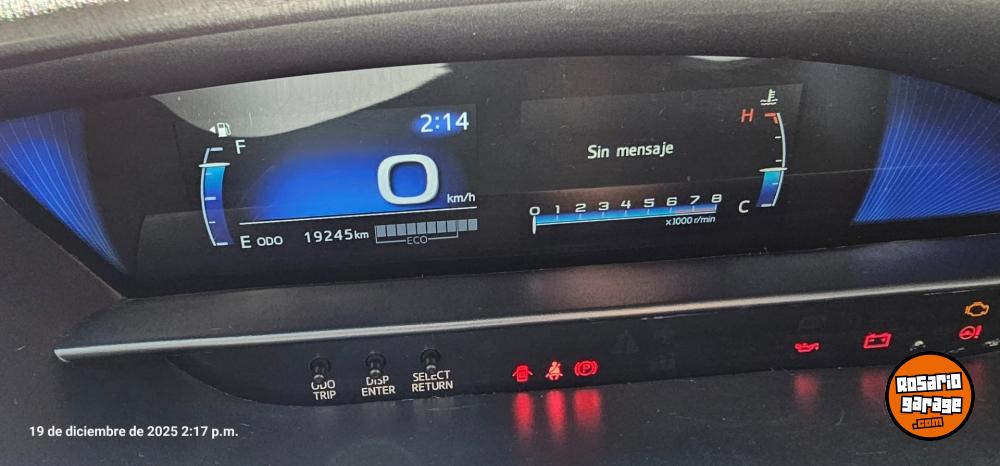 2:14
F
0
km/h
E ODO 19245km
ECO
Sin mensaje
H
C
0 1 2 3 4 5 6 7 8
x1000 r/min
ODO
TRIP
DISP
ENTER
SELECT
RETURN
P
19 de diciembre de 2025 2:17 p.m.
Rosario
garage
.com